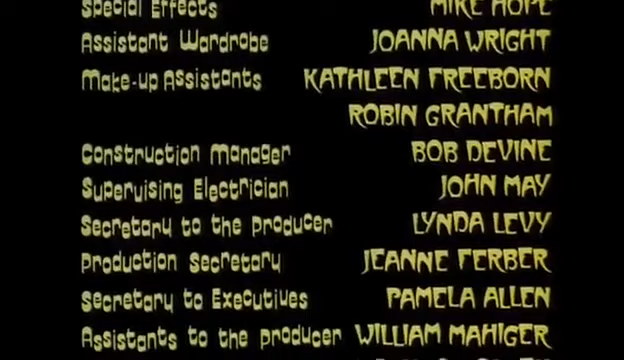 Special Effects MIKE HOPE
Assistant Wardrobe JOANNA WRIGHT
Make-up Assistants KATHLEEN FREEBORN
ROBIN GRANTHAM
Construction Manager BOB DEVINE
Supervising Electrician JOHN MAY
Secretary to the producer LYNDA LEVY
Production Secretary JEANNE FERBER
Secretary to Executives PAMELA ALLEN
Assistants to the producer WILLIAM MAHIGER